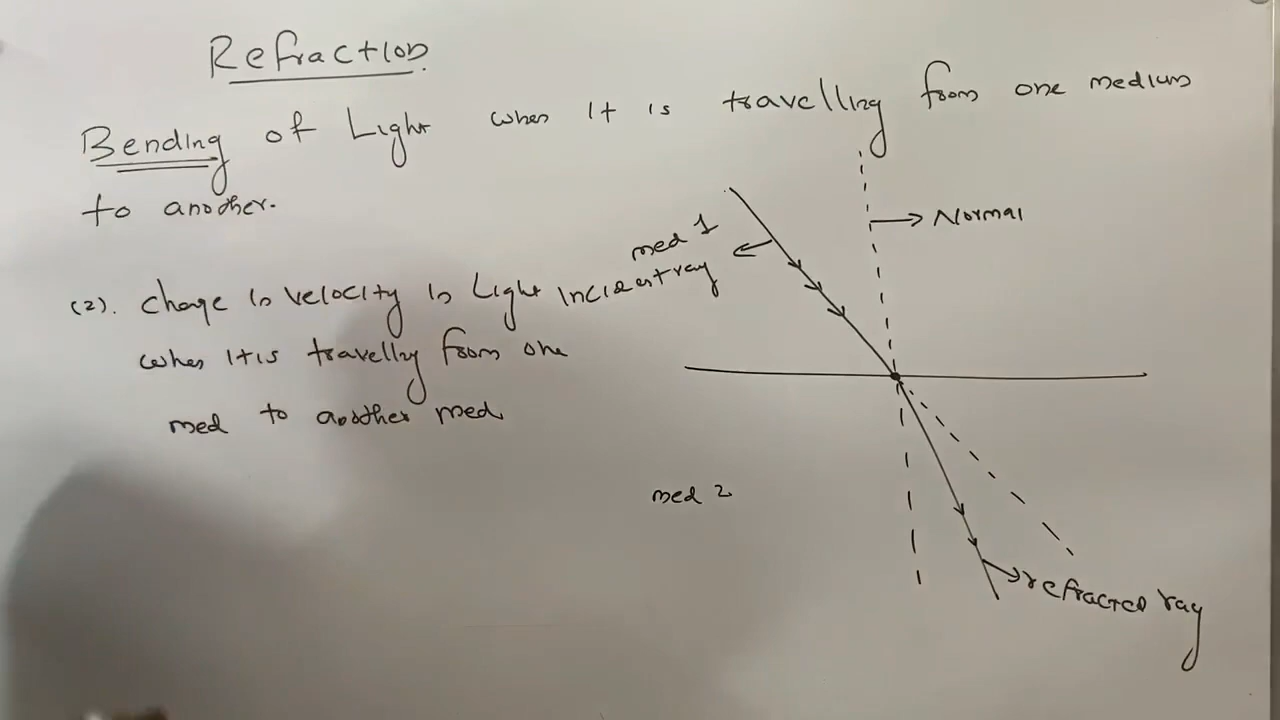 Refraction.
Bending of Light when it is travelling from one medium
to another.
Normal
med 1
incident ray
(2). change in velocity in Light
when it is travelling from one
med to another med
med 2
refracted ray